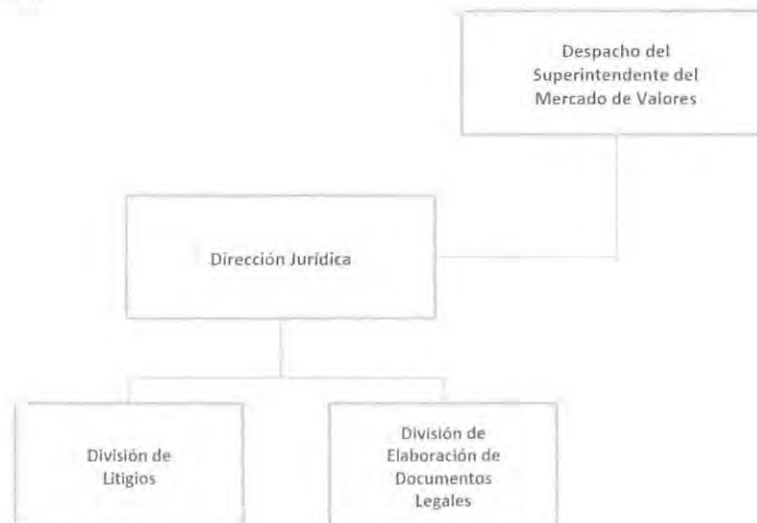 Despacho del
Superintendente del
Mercado de Valores
Dirección Jurídica
División de
Litigios
División de
Elaboración de
Documentos
Legales